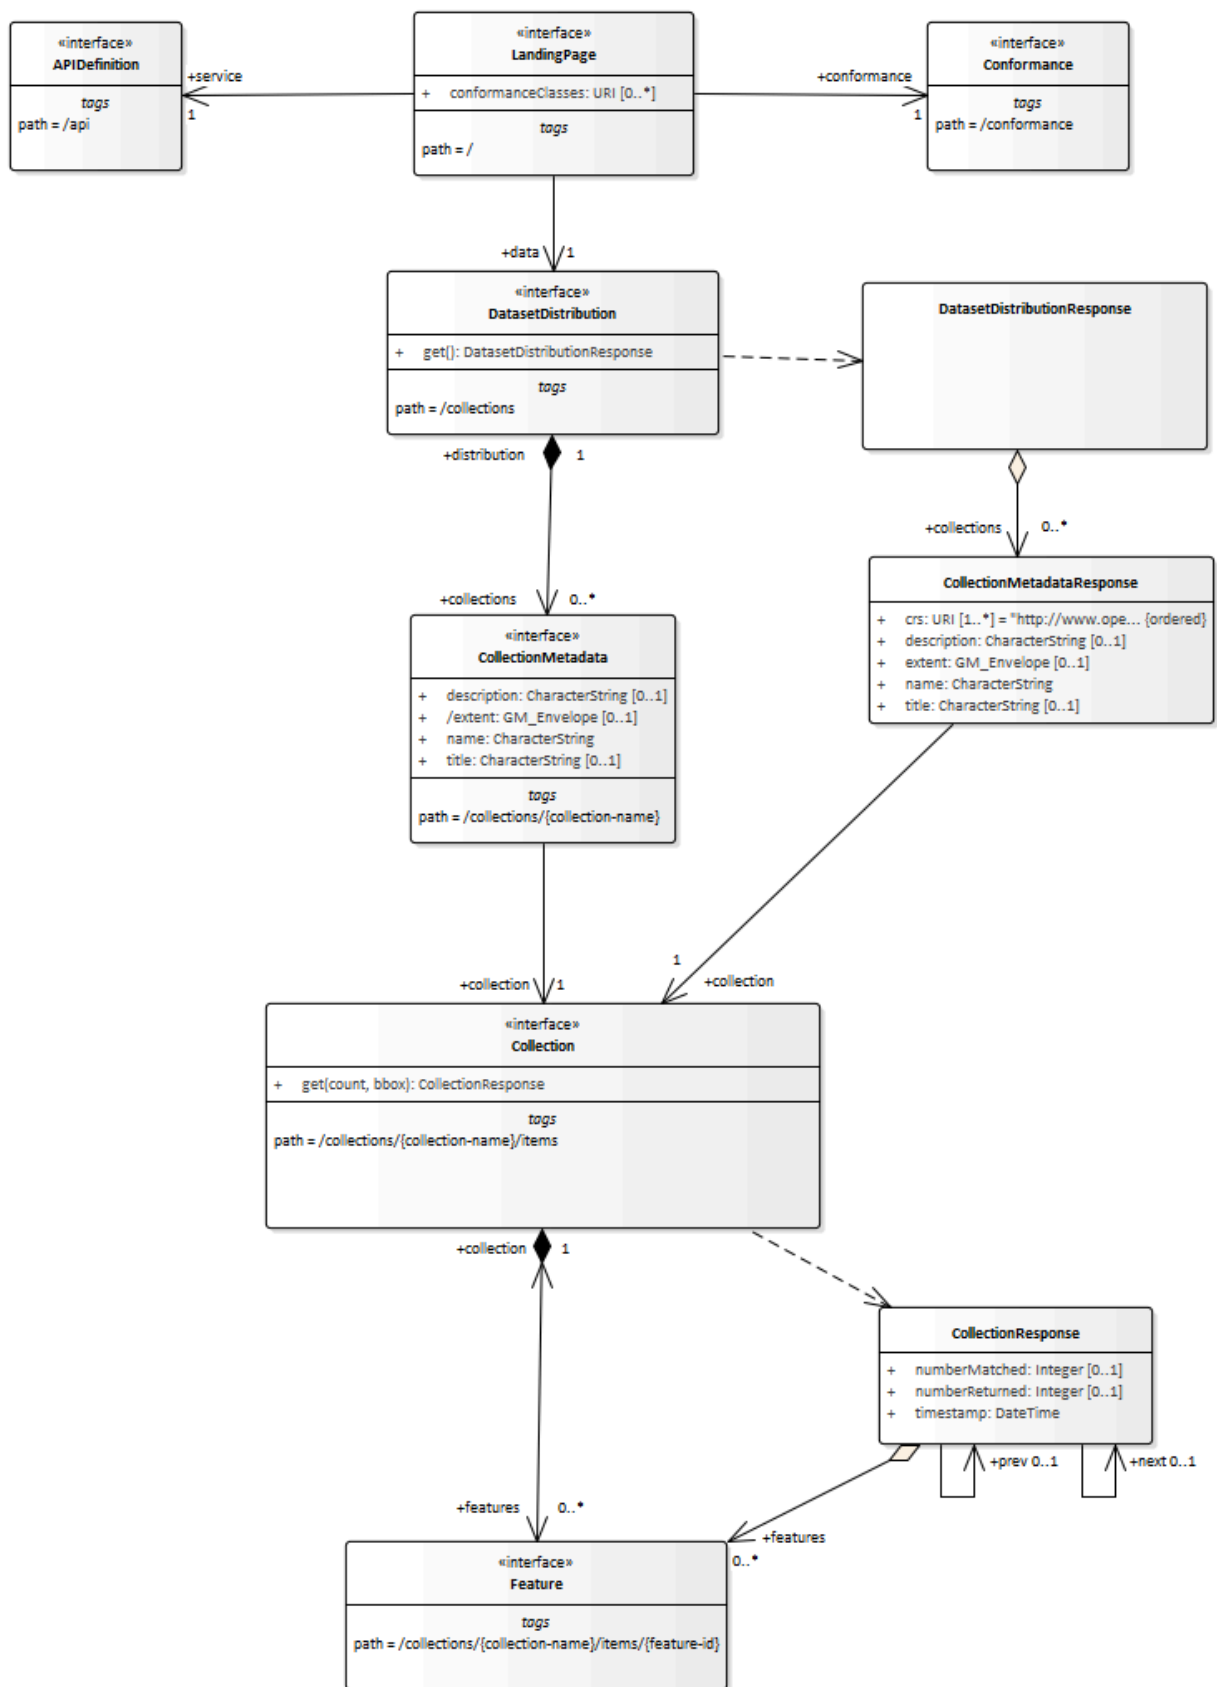 «interface»
APIDefinition
tags
path = /api
+service
1
«interface»
LandingPage
+ conformanceClasses: URI [0..*]
tags
path = /
+conformance
1
«interface»
Conformance
tags
path = /conformance
+data
1
«interface»
DatasetDistribution
+ get(): DatasetDistributionResponse
tags
path = /collections
DatasetDistributionResponse
+distribution
1
+collections
0..*
+collections
0..*
«interface»
CollectionMetadata
+ description: CharacterString [0..1]
+ /extent: GM_Envelope [0..1]
+ name: CharacterString
+ title: CharacterString [0..1]
tags
path = /collections/{collection-name}
CollectionMetadataResponse
+ crs: URI [1..*] = "http://www.ope... {ordered}
+ description: CharacterString [0..1]
+ extent: GM_Envelope [0..1]
+ name: CharacterString
+ title: CharacterString [0..1]
+collection
1
1
+collection
«interface»
Collection
+ get(count, bbox): CollectionResponse
tags
path = /collections/{collection-name}/items
+collection
1
CollectionResponse
+ numberMatched: Integer [0..1]
+ numberReturned: Integer [0..1]
+ timestamp: DateTime
+prev 0..1
+next 0..1
+features
0..*
+features
0..*
«interface»
Feature
tags
path = /collections/{collection-name}/items/{feature-id}